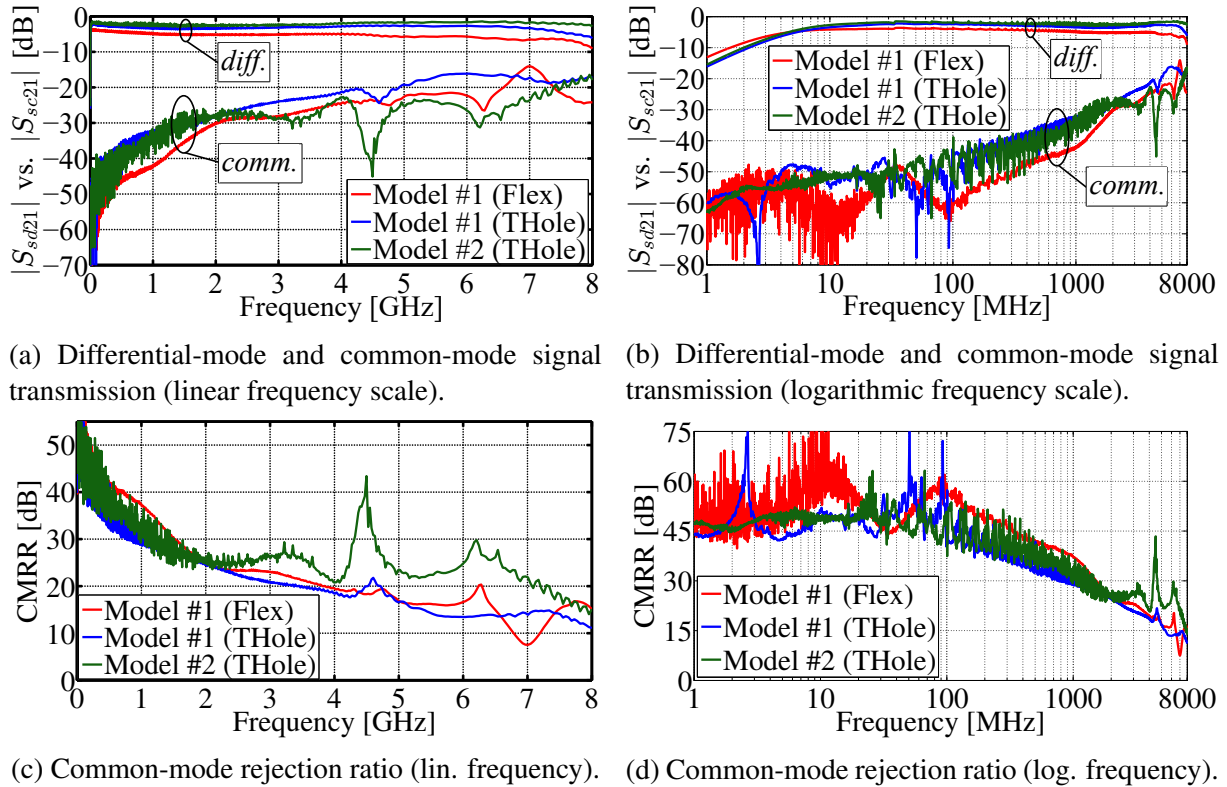 |S_sd21| vs. |S_sc21| [dB]
0
−10
−20
−30
−40
−50
−60
−70
diff.
comm.
Model #1 (Flex)
Model #1 (THole)
Model #2 (THole)
0 1 2 3 4 5 6 7 8
Frequency [GHz]
(a) Differential-mode and common-mode signal
transmission (linear frequency scale).
|S_sd21| vs. |S_sc21| [dB]
0
−10
−20
−30
−40
−50
−60
−70
−80
diff.
Model #1 (Flex)
Model #1 (THole)
Model #2 (THole)
comm.
1 10 100 1000 8000
Frequency [MHz]
(b) Differential-mode and common-mode signal
transmission (logarithmic frequency scale).
CMRR [dB]
50
40
30
20
10
0
Model #1 (Flex)
Model #1 (THole)
Model #2 (THole)
0 1 2 3 4 5 6 7 8
Frequency [GHz]
(c) Common-mode rejection ratio (lin. frequency).
CMRR [dB]
75
60
45
30
15
0
Model #1 (Flex)
Model #1 (THole)
Model #2 (THole)
1 10 100 1000 8000
Frequency [MHz]
(d) Common-mode rejection ratio (log. frequency).